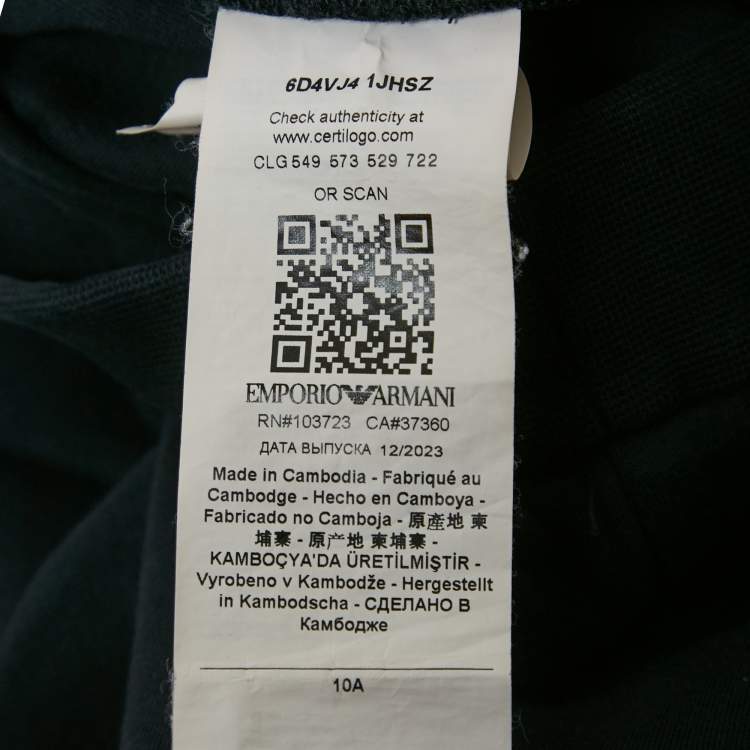 6D4VJ4 1JHSZ
Check authenticity at
www.certilogo.com
CLG 549 573 529 722
OR SCAN
EMPORIO ARMANI
RN#103723 CA#37360
ДАТА ВЫПУСКА 12/2023
Made in Cambodia - Fabriqué au
Cambodge - Hecho en Camboya -
Fabricado no Camboja - 原產地 柬
埔寨 - 原产地 柬埔寨 -
KAMBOÇYA'DA ÜRETİLMİŞTİR -
Vyrobeno v Kambodže - Hergestellt
in Kambodscha - СДЕЛАНО В
Камбодже
10A